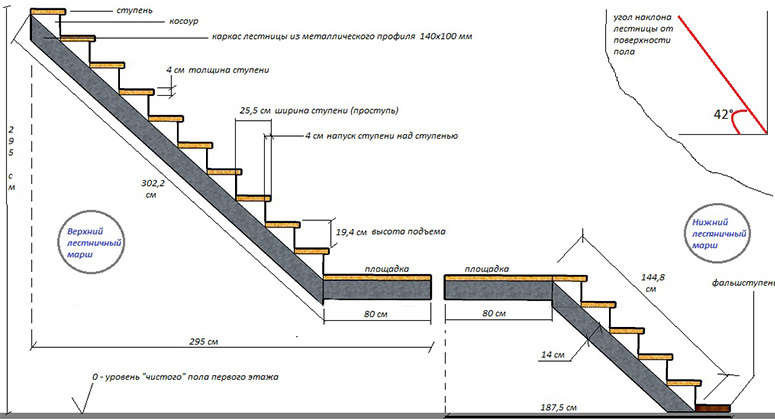 ступень
косоур
каркас лестницы из металлического профиля 140х100 мм
угол наклона
лестницы от
поверхности
пола
42°
4 см толщина ступени
25,5 см ширина ступени (проступь)
4 см напуск ступени над ступенью
295 см
302,2
см
Верхний
лестничный
марш
19,4 см высота подъема
Нижний
лестничный
марш
площадка
площадка
144,8
см
фальшступень
80 см
80 см
295 см
14 см
0 - уровень "чистого" пола первого этажа
187,5 см